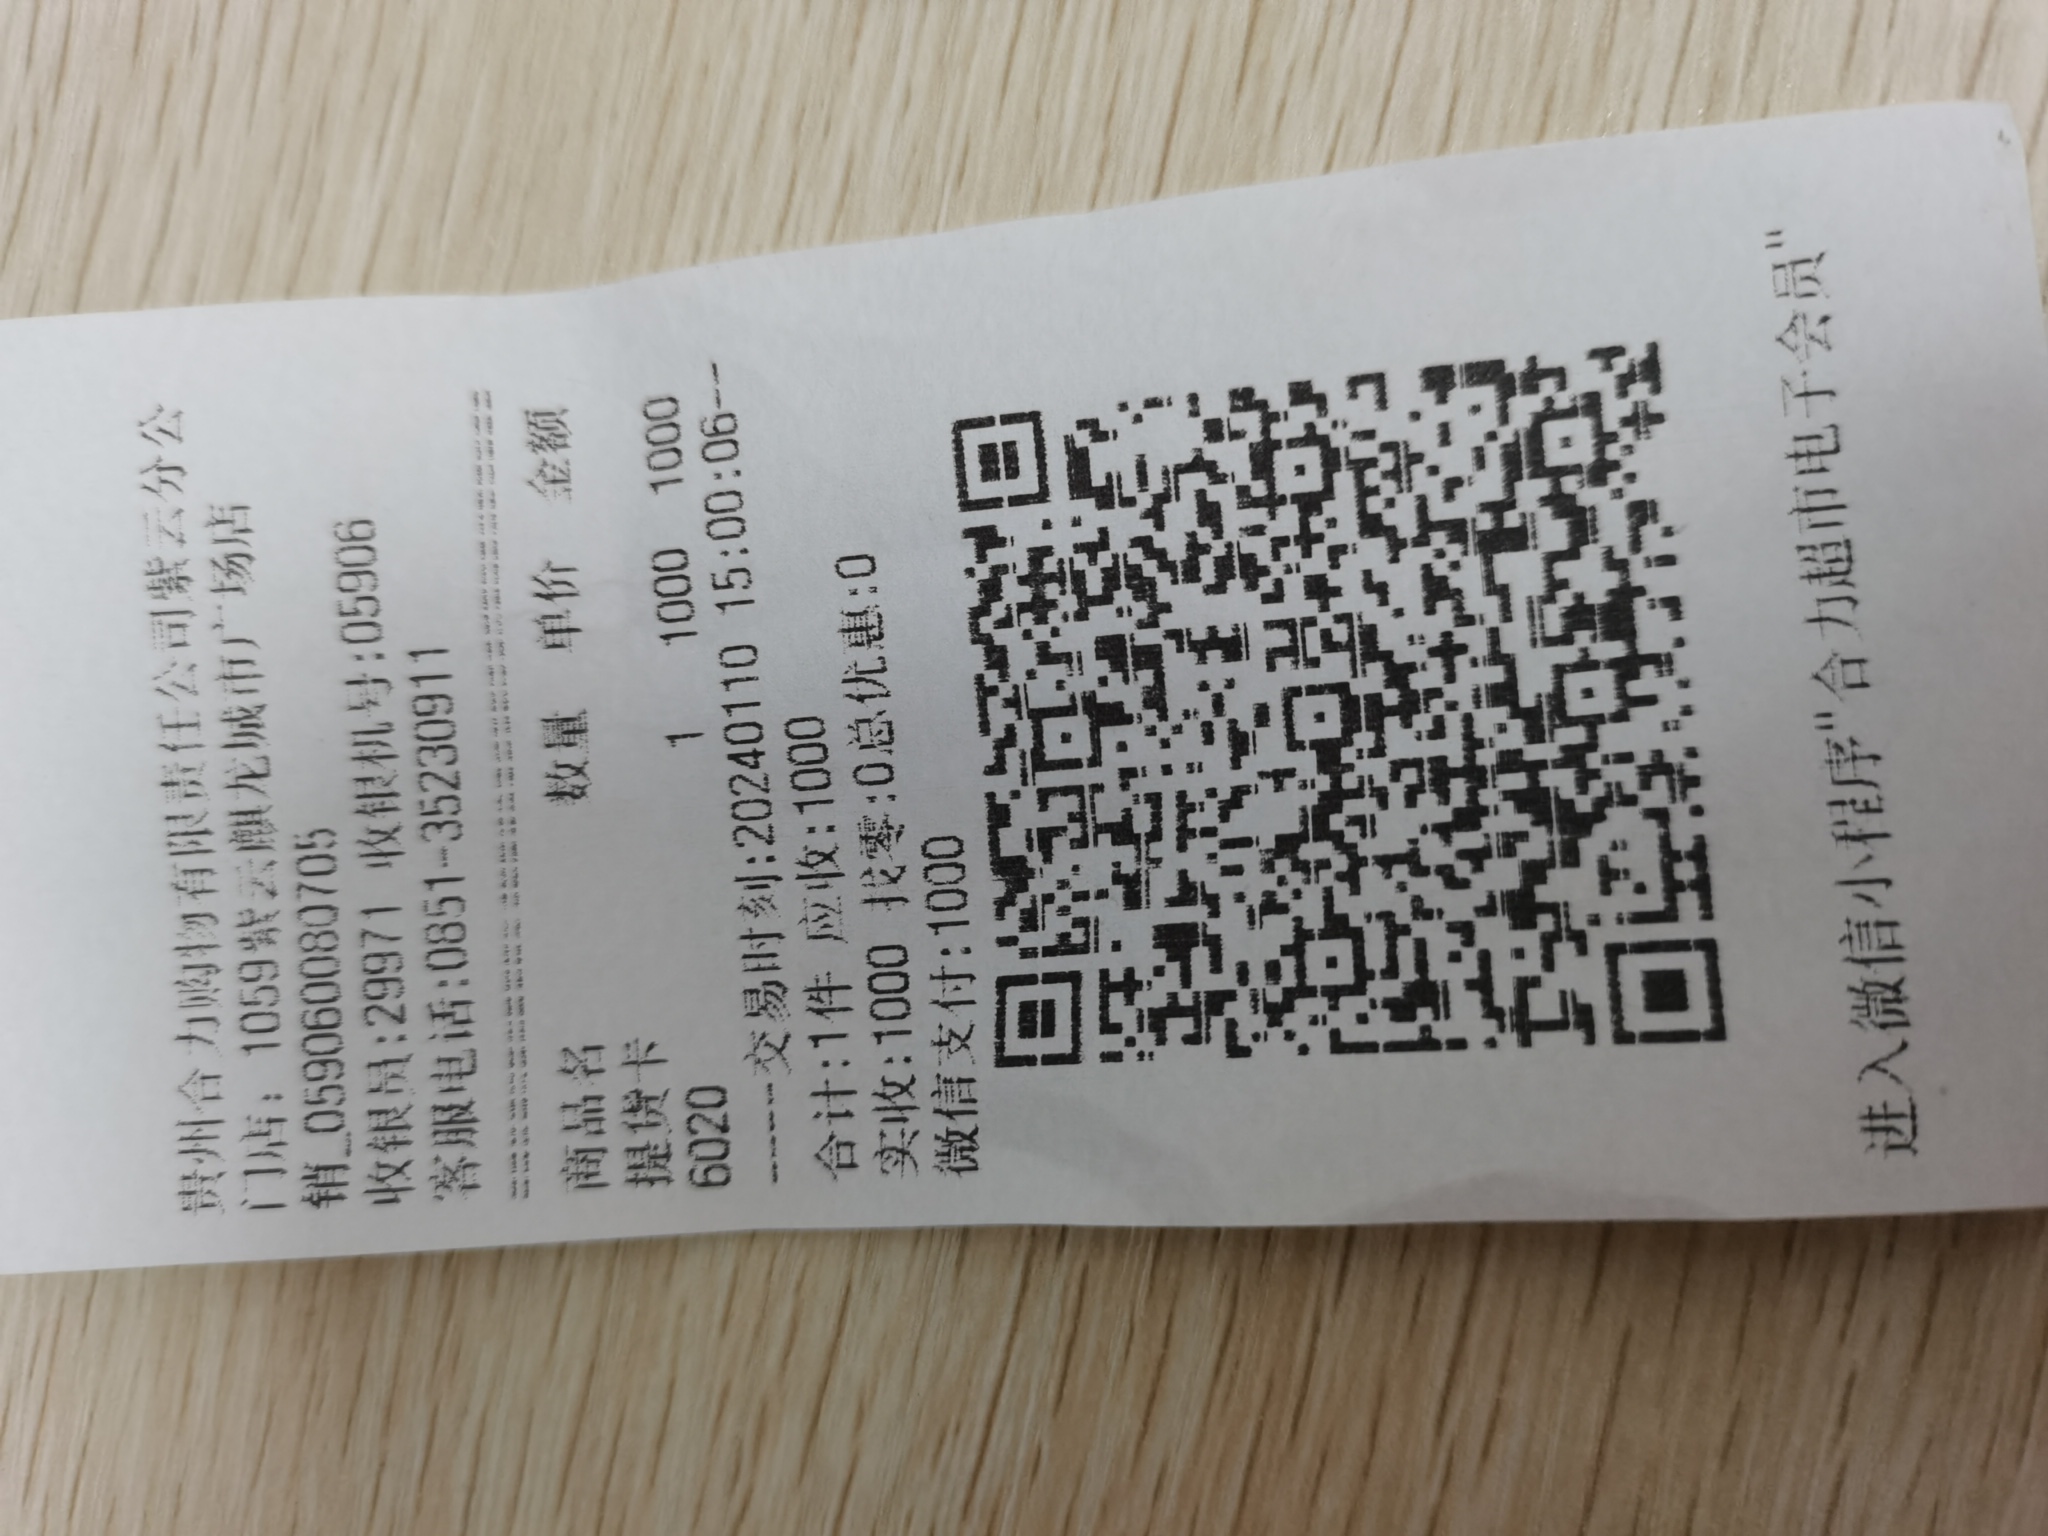 贵州合力购物有限责任公司紫云分公
门店: 1059紫云麒龙城市广场店
销_059060080705
收银员:29971 收银机号:05906
客服电话:0851-35230911
================================
商品名 数量 单价 金额
提货卡
6020 1 1000 1000
----交易时刻:20240110 15:00:06--
合计:1件 应收:1000
实收:1000 找零:0总优惠:0
微信支付:1000
进入微信小程序"合力超市电子会员"